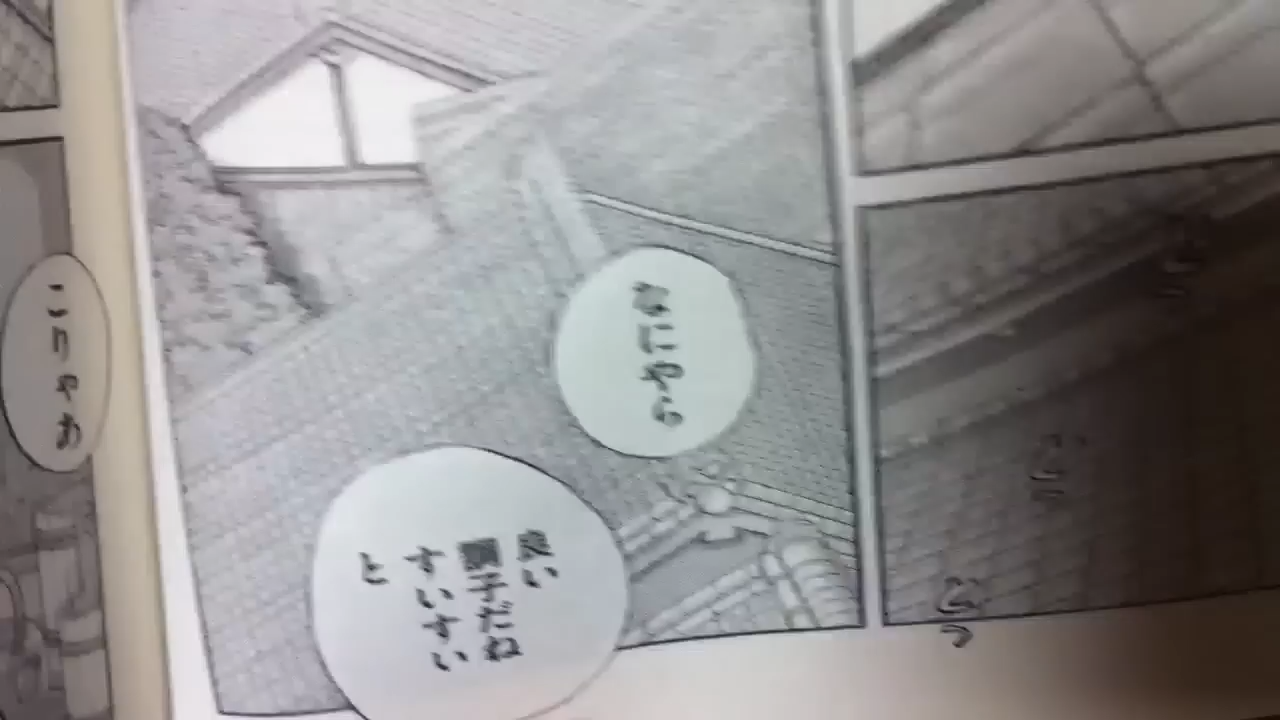 なにやら
良い
調子だね
すいすい
と
こりゃあ